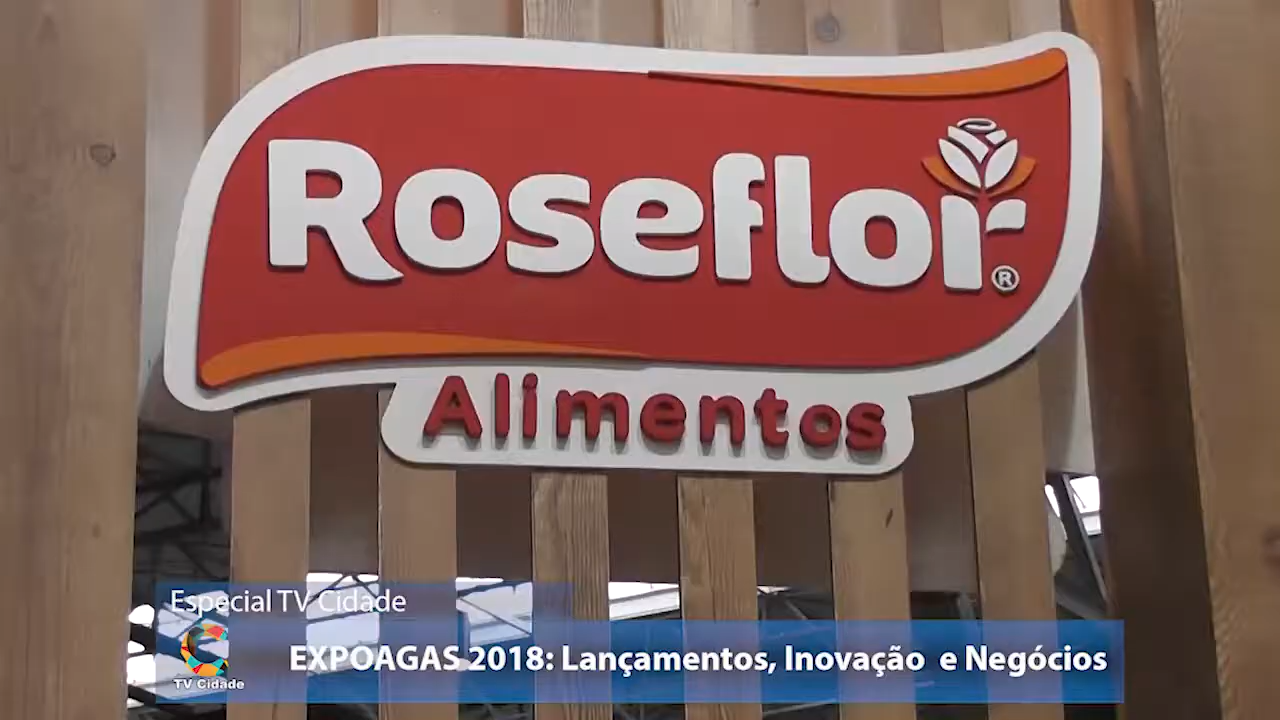 Roseflor®
Alimentos
Especial TV Cidade
EXPOAGAS 2018: Lançamentos, Inovação e Negócios
TV Cidade